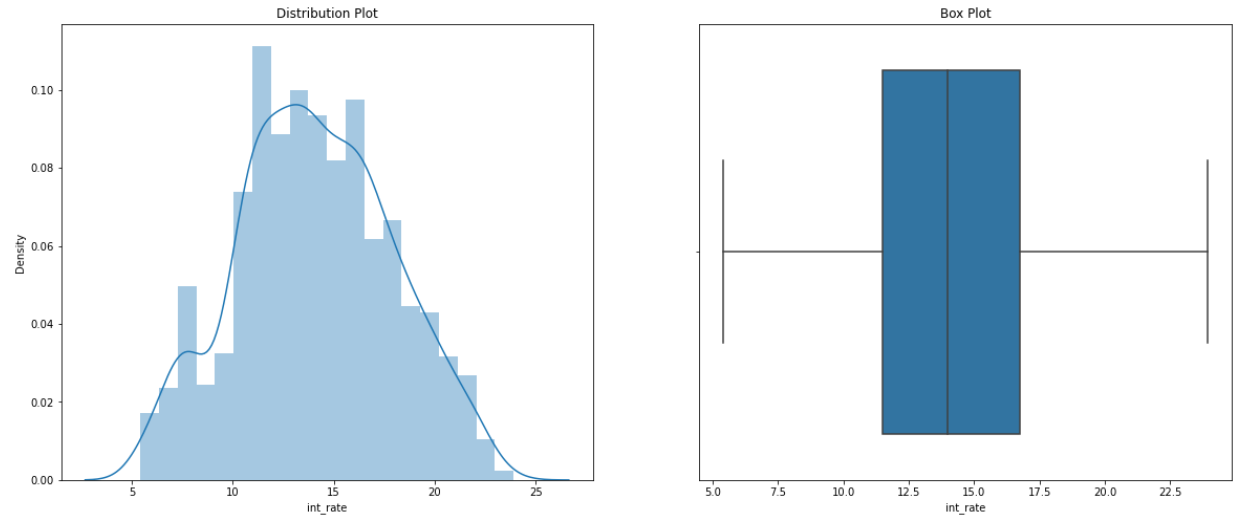 Distribution Plot
0.10
0.08
0.06
0.04
0.02
0.00
Density
5 10 15 20 25
int_rate
Box Plot
5.0 7.5 10.0 12.5 15.0 17.5 20.0 22.5
int_rate